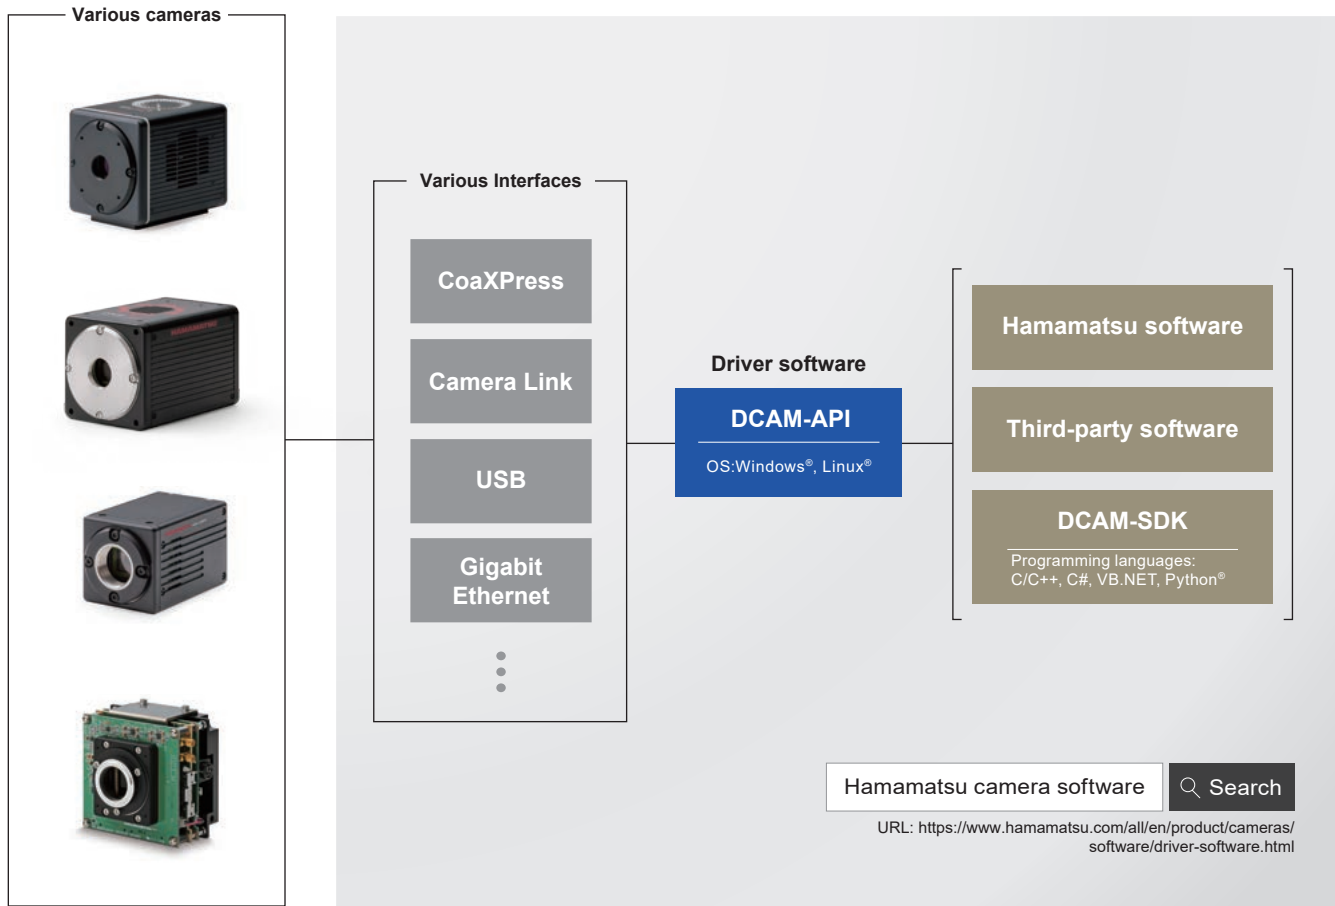 Various cameras
HAMAMATSU
Various Interfaces
CoaXPress
Camera Link
USB
Gigabit
Ethernet
Driver software
DCAM-API
OS:Windows®, Linux®
Hamamatsu software
Third-party software
DCAM-SDK
Programming languages:
C/C++, C#, VB.NET, Python®
Hamamatsu camera software
Search
URL: https://www.hamamatsu.com/all/en/product/cameras/
software/driver-software.html